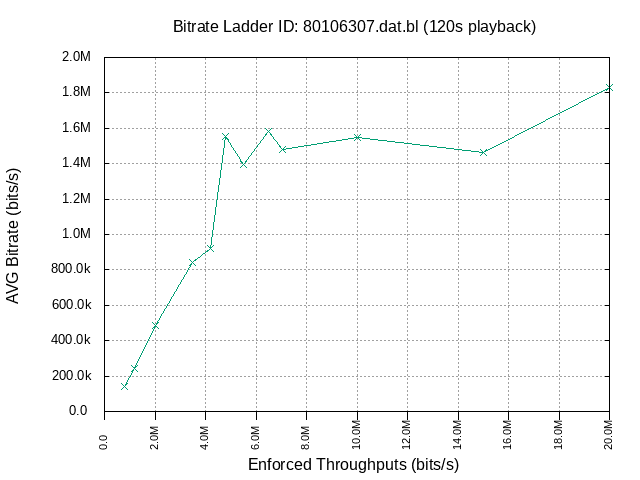 Bitrate Ladder ID: 80106307.dat.bl (120s playback)
2.0M
1.8M
1.6M
1.4M
1.2M
1.0M
800.0k
600.0k
400.0k
200.0k
0.0
AVG Bitrate (bits/s)
0.0
2.0M
4.0M
6.0M
8.0M
10.0M
12.0M
14.0M
16.0M
18.0M
20.0M
Enforced Throughputs (bits/s)